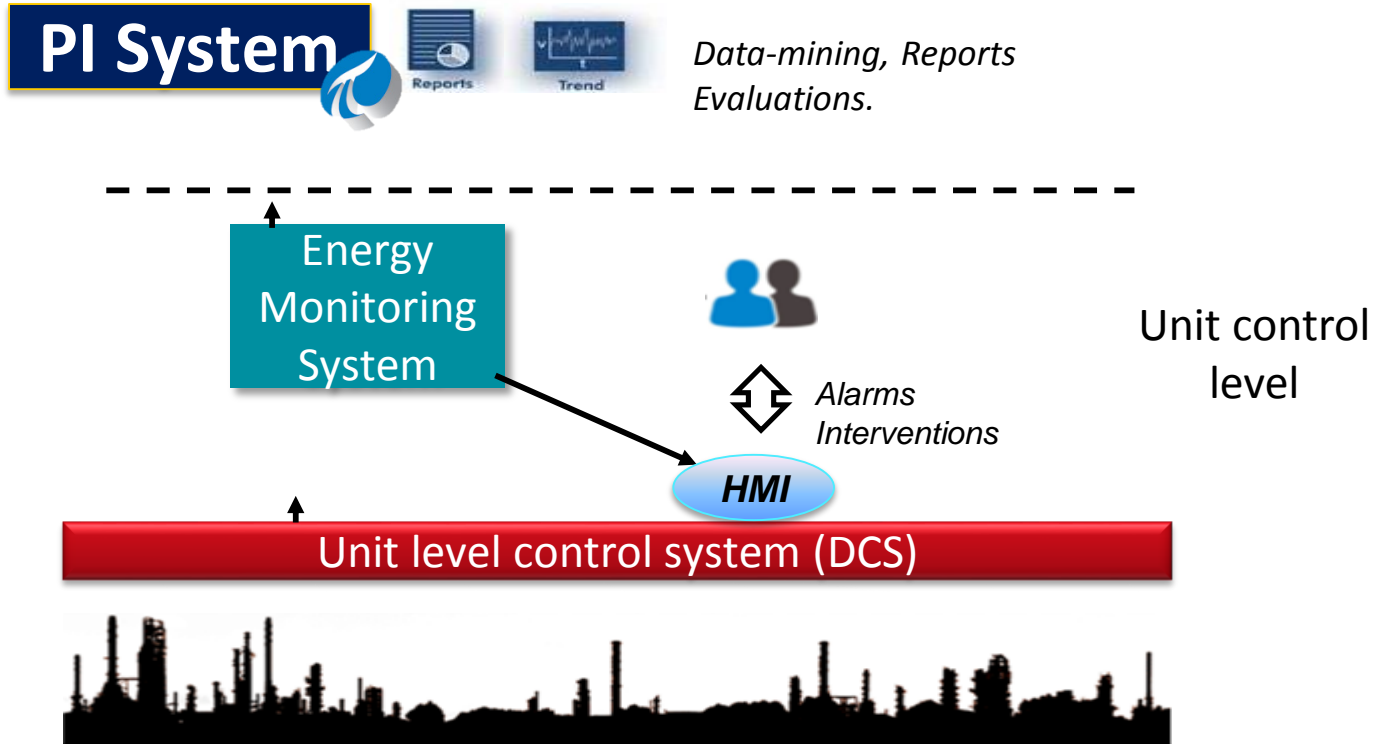 PI System
Reports
v
t
Trend
Data-mining, Reports
Evaluations.
Energy
Monitoring
System
Unit control
level
Alarms
Interventions
HMI
Unit level control system (DCS)